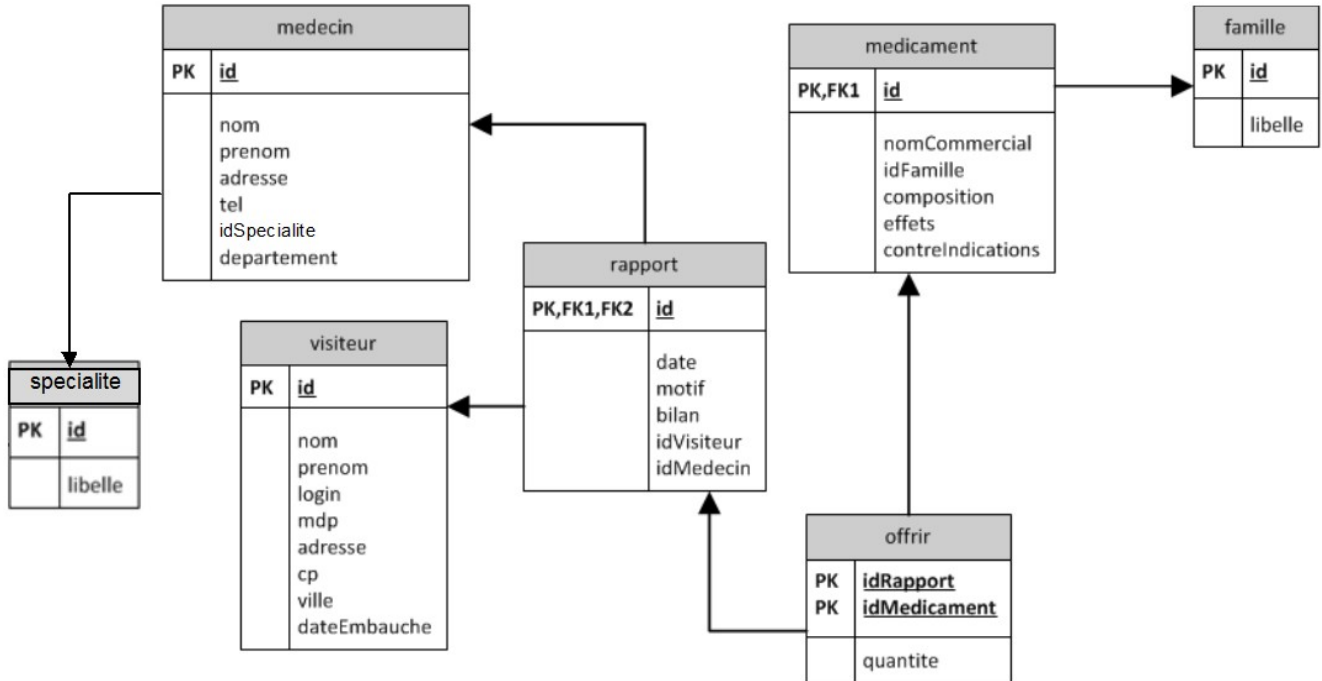 medecin
PK id
nom
prenom
adresse
tel
idSpecialite
departement
medicament
PK,FK1 id
nomCommercial
idFamille
composition
effets
contreIndications
famille
PK id
libelle
rapport
PK,FK1,FK2 id
date
motif
bilan
idVisiteur
idMedecin
visiteur
PK id
nom
prenom
login
mdp
adresse
cp
ville
dateEmbauche
specialite
PK id
libelle
offrir
PK idRapport
PK idMedicament
quantite